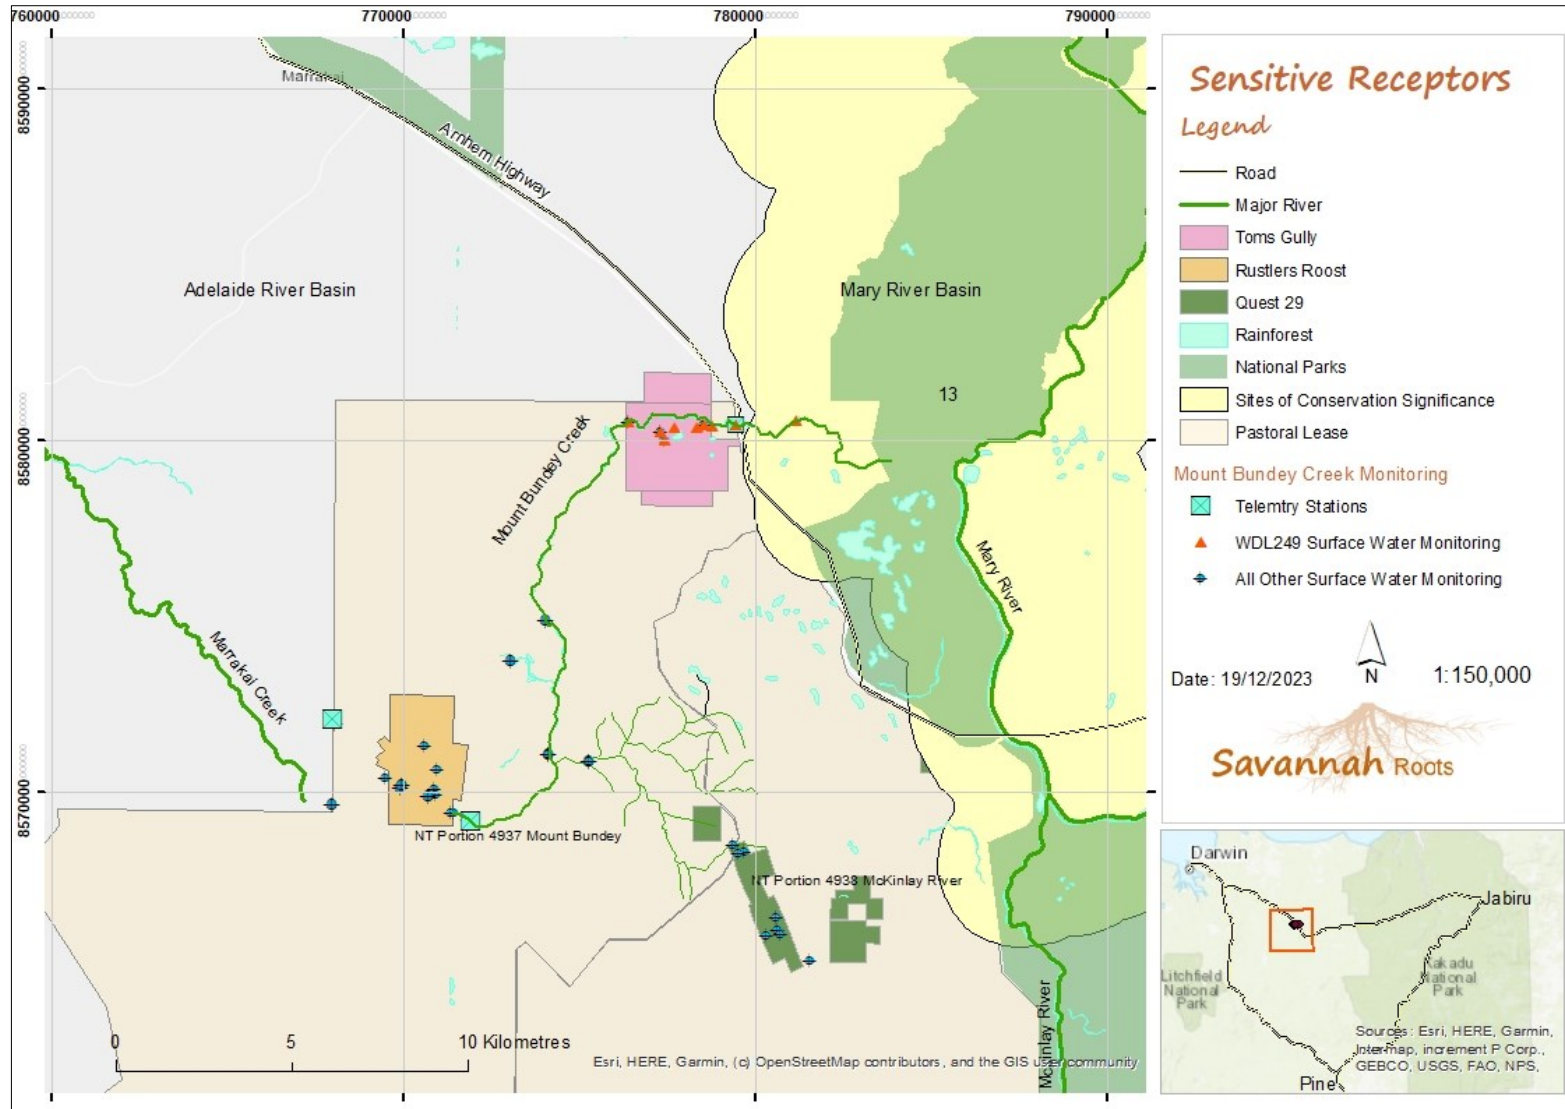 760000
770000
780000
790000
8590000
8580000
8570000
Marrakai
Arnhem Highway
Adelaide River Basin
Mary River Basin
13
Mount Bundey Creek
Marrakai Creek
Mary River
NT Portion 4937 Mount Bundey
NT Portion 4938 McKinlay River
McKinlay River
0
5
10 Kilometres
Esri, HERE, Garmin, (c) OpenStreetMap contributors, and the GIS user community
Sensitive Receptors
Legend
Road
Major River
Toms Gully
Rustlers Roost
Quest 29
Rainforest
National Parks
Sites of Conservation Significance
Pastoral Lease
Mount Bundey Creek Monitoring
Telemtry Stations
WDL249 Surface Water Monitoring
All Other Surface Water Monitoring
Date: 19/12/2023
N
1:150,000
Savannah Roots
Darwin
Jabiru
Litchfield
National
Park
Kakadu
National
Park
Pine
Sources: Esri, HERE, Garmin,
Intermap, increment P Corp.,
GEBCO, USGS, FAO, NPS,